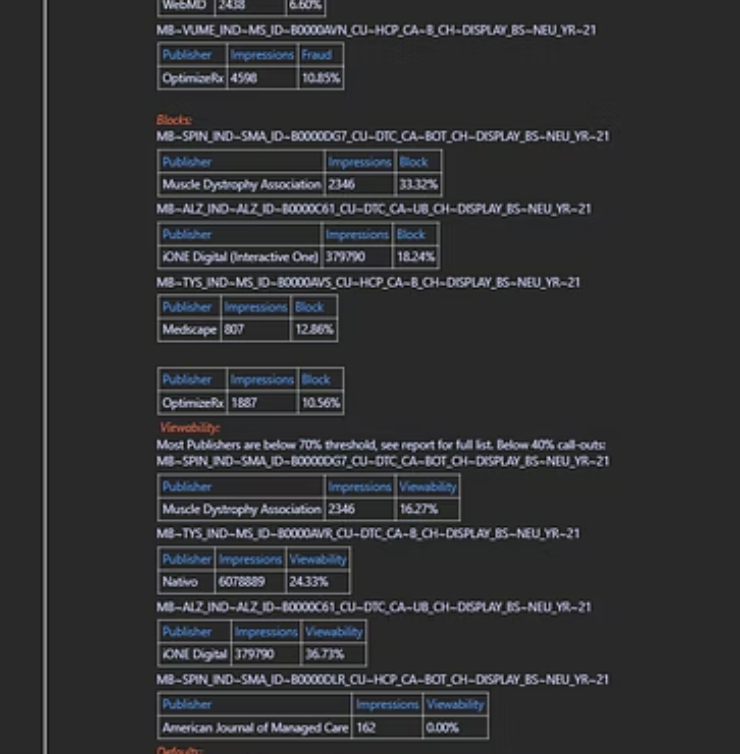 WebMD 2438 6.60%
MB~VUME_IND~MS_ID~B0000AVN_CU~HCP_CA~B_CH~DISPLAY_BS~NEU_YR~21
Publisher Impressions Fraud
OptimizeRx 4598 10.85%
Blocks:
MB~SPIN_IND~SMA_ID~B0000DG7_CU~DTC_CA~BOT_CH~DISPLAY_BS~NEU_YR~21
Publisher Impressions Block
Muscle Dystrophy Association 2346 33.32%
MB~ALZ_IND~ALZ_ID~B0000C61_CU~DTC_CA~UB_CH~DISPLAY_BS~NEU_YR~21
Publisher Impressions Block
iONE Digital (Interactive One) 379790 18.24%
MB~TYS_IND~MS_ID~B0000AVS_CU~HCP_CA~B_CH~DISPLAY_BS~NEU_YR~21
Publisher Impressions Block
Medscape 807 12.86%
Publisher Impressions Block
OptimizeRx 1887 10.56%
Viewability:
Most Publishers are below 70% threshold, see report for full list. Below 40% call-outs:
MB~SPIN_IND~SMA_ID~B0000DG7_CU~DTC_CA~BOT_CH~DISPLAY_BS~NEU_YR~21
Publisher Impressions Viewability
Muscle Dystrophy Association 2346 16.27%
MB~TYS_IND~MS_ID~B0000AVR_CU~DTC_CA~B_CH~DISPLAY_BS~NEU_YR~21
Publisher Impressions Viewability
Nativo 6078889 24.33%
MB~ALZ_IND~ALZ_ID~B0000C61_CU~DTC_CA~UB_CH~DISPLAY_BS~NEU_YR~21
Publisher Impressions Viewability
iONE Digital 379790 36.73%
MB~SPIN_IND~SMA_ID~B0000DLR_CU~HCP_CA~BOT_CH~DISPLAY_BS~NEU_YR~21
Publisher Impressions Viewability
American Journal of Managed Care 162 0.00%
Defaults: